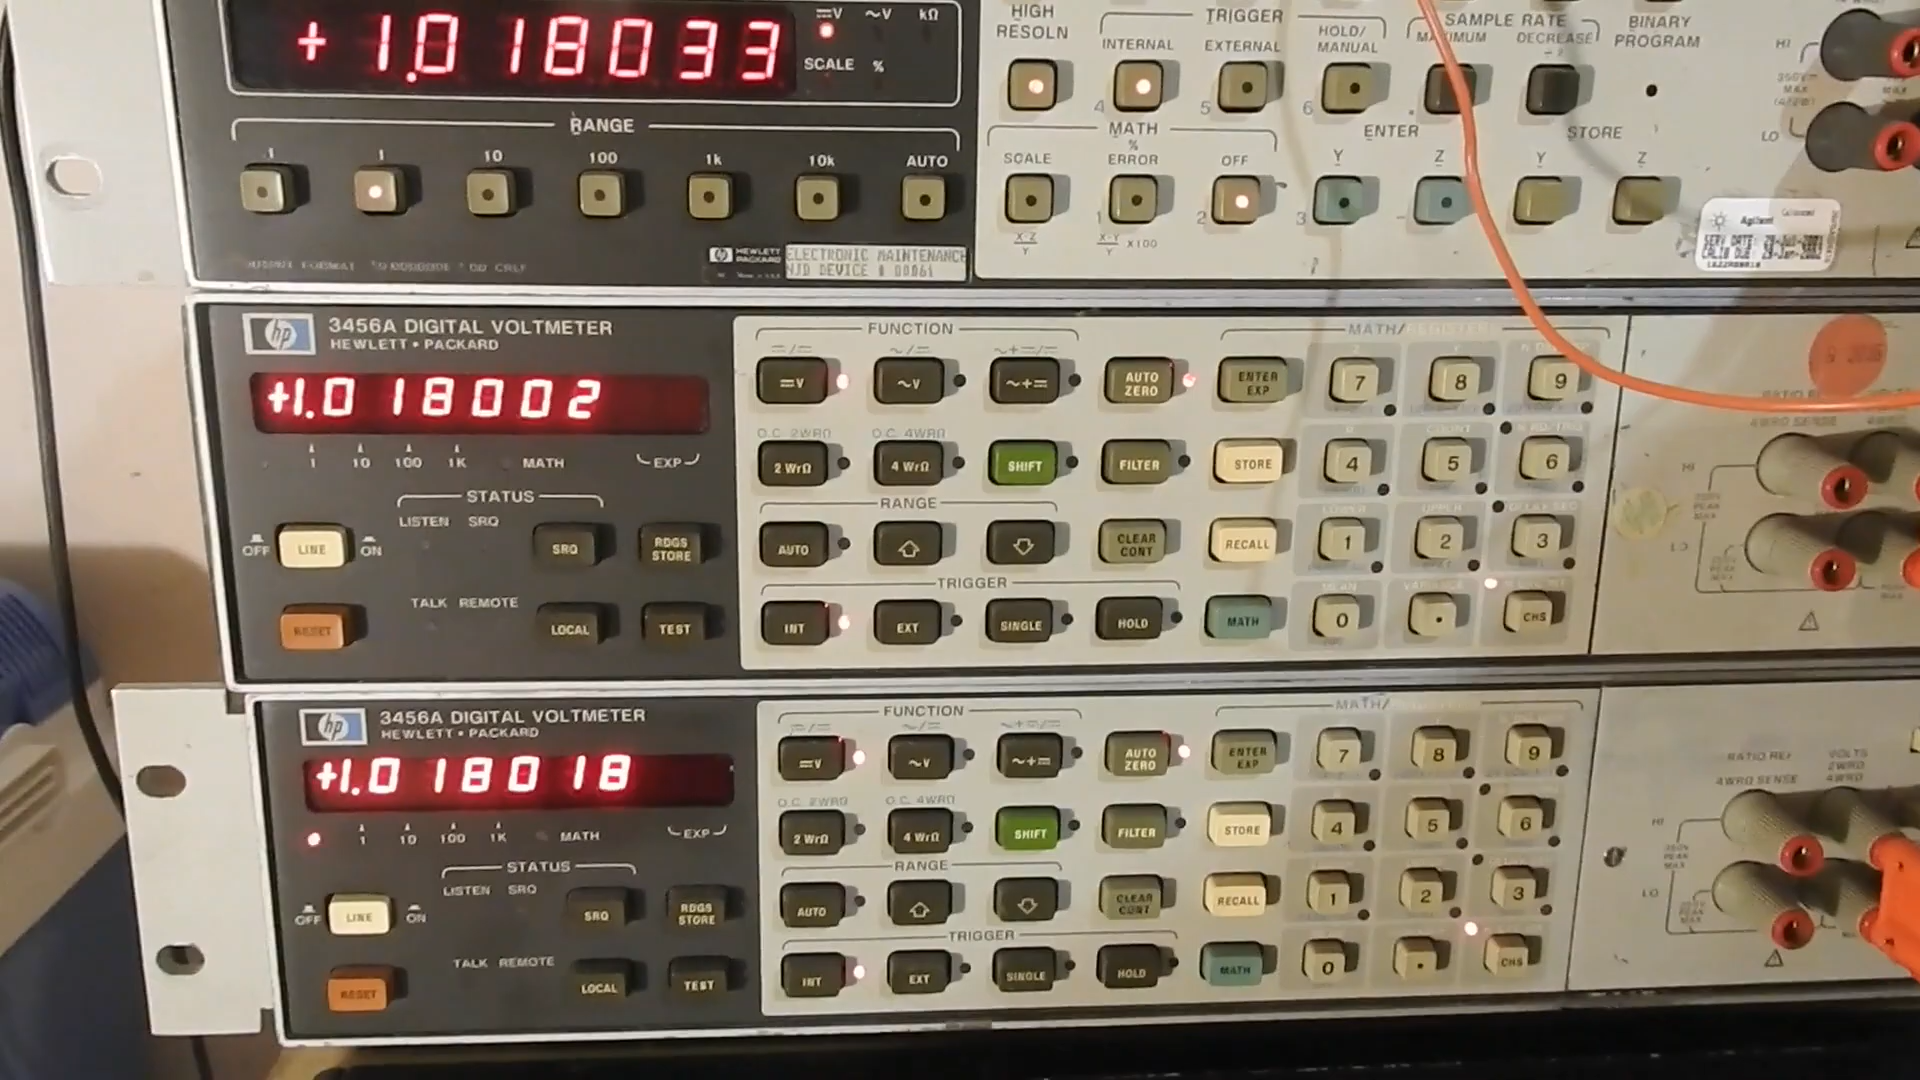 + 1.018033
⎓V ~V kΩ
SCALE %
RANGE
.1 1 10 100 1k 10k AUTO
HEWLETT PACKARD
ELECTRONIC MAINTENANCE
NJD DEVICE # 00061
HIGH RESOLN
TRIGGER
INTERNAL EXTERNAL HOLD/MANUAL
SAMPLE RATE
MAXIMUM DECREASE
BINARY PROGRAM
4 5 6
MATH
SCALE % ERROR OFF
ENTER
Y Z
STORE
Y Z
1 2 3 -
X-Z / Y
X-Y / Y X100
HI
LO
Agilent
hp
3456A DIGITAL VOLTMETER
HEWLETT • PACKARD
+1.018002
.1 1 10 100 1K MATH EXP
STATUS
LISTEN SRQ
OFF LINE ON
SRQ
RDGS STORE
TALK REMOTE
RESET
LOCAL
TEST
FUNCTION
⎓V ~V ~+⎓
AUTO ZERO
O.C. 2WRΩ O.C. 4WRΩ
2 WrΩ 4 WrΩ SHIFT FILTER
RANGE
AUTO
CLEAR CONT
TRIGGER
INT EXT SINGLE HOLD
MATH/
ENTER EXP 7 8 9
STORE 4 5 6
RECALL 1 2 3
MATH 0 . CHS
4WRΩ SENSE
HI
hp
3456A DIGITAL VOLTMETER
HEWLETT • PACKARD
+1.018018
1 10 100 1K MATH EXP
STATUS
LISTEN SRQ
OFF LINE ON
SRQ
RDGS STORE
TALK REMOTE
RESET
LOCAL
TEST
FUNCTION
⎓V ~V ~+⎓
AUTO ZERO
O.C. 2WRΩ O.C. 4WRΩ
2 WrΩ 4 WrΩ SHIFT FILTER
RANGE
AUTO
CLEAR CONT
TRIGGER
INT EXT SINGLE HOLD
MATH/
ENTER EXP 7 8 9
STORE 4 5 6
RECALL 1 2 3
MATH 0 . CHS
RATIO REF
4WRΩ SENSE
VOLTS
2WRΩ
4WRΩ
HI
LO